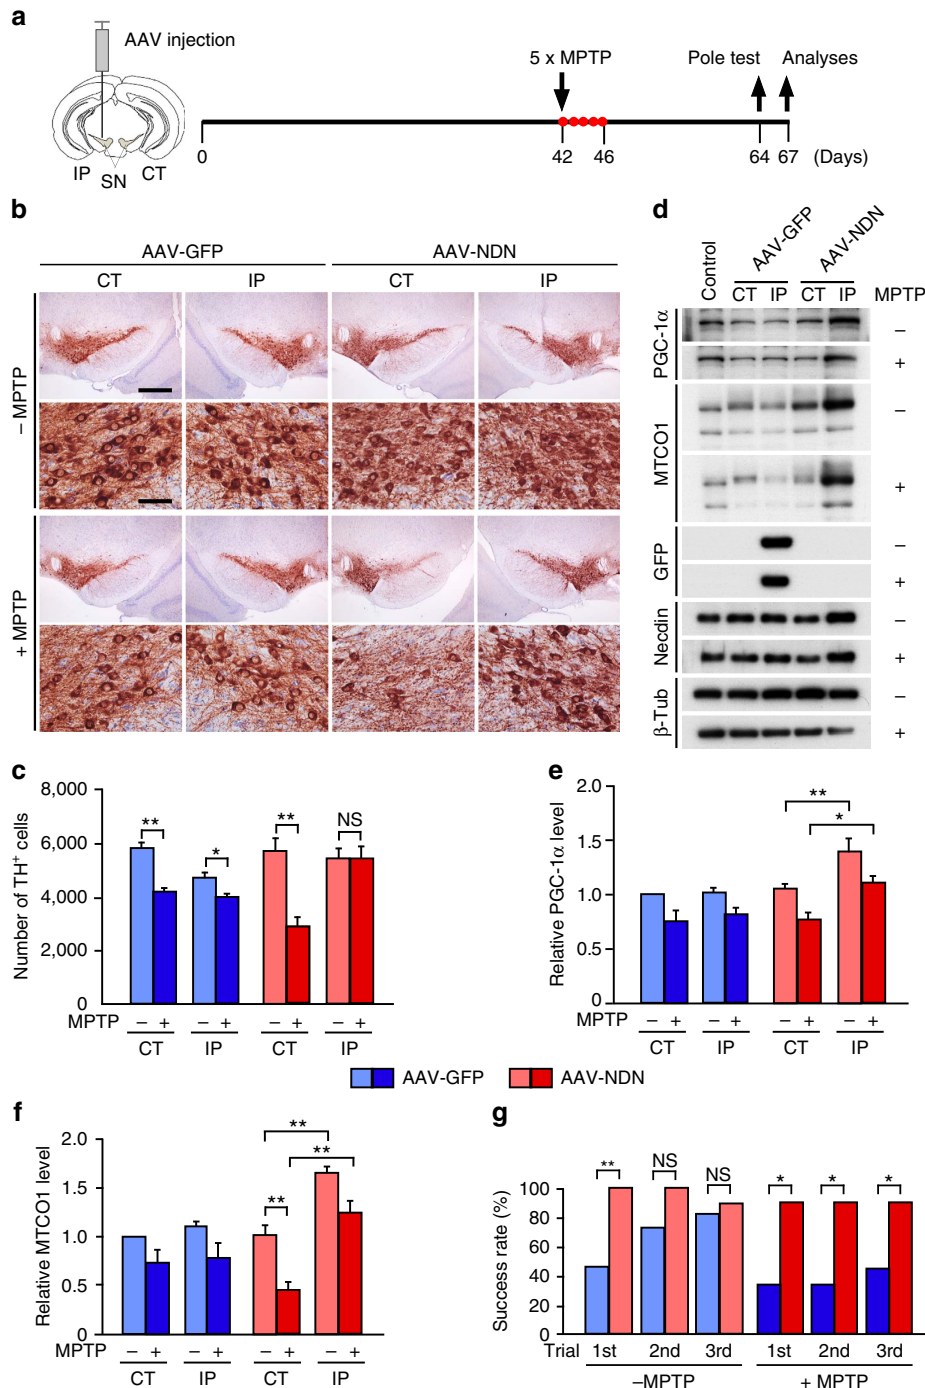 a
AAV injection
IP
SN
CT
5 x MPTP
Pole test
Analyses
0
42
46
64
67
(Days)
b
AAV-GFP
AAV-NDN
CT
IP
CT
IP
– MPTP
+ MPTP
c
8,000
6,000
4,000
2,000
0
Number of TH⁺ cells
**
*
**
NS
MPTP – + – + – + – +
CT
IP
CT
IP
d
Control
AAV-GFP
AAV-NDN
CT IP CT IP
MPTP
PGC-1α
–
+
MTCO1
–
+
GFP
–
+
Necdin
–
+
β-Tub
–
+
e
2.0
1.5
1.0
0.5
0
Relative PGC-1α level
**
*
MPTP – + – + – + – +
CT
IP
CT
IP
AAV-GFP
AAV-NDN
f
2.0
1.5
1.0
0.5
0
Relative MTCO1 level
**
**
**
MPTP – + – + – + – +
CT
IP
CT
IP
g
100
80
60
40
20
0
Success rate (%)
**
NS
NS
*
*
*
Trial 1st 2nd 3rd 1st 2nd 3rd
–MPTP
+ MPTP